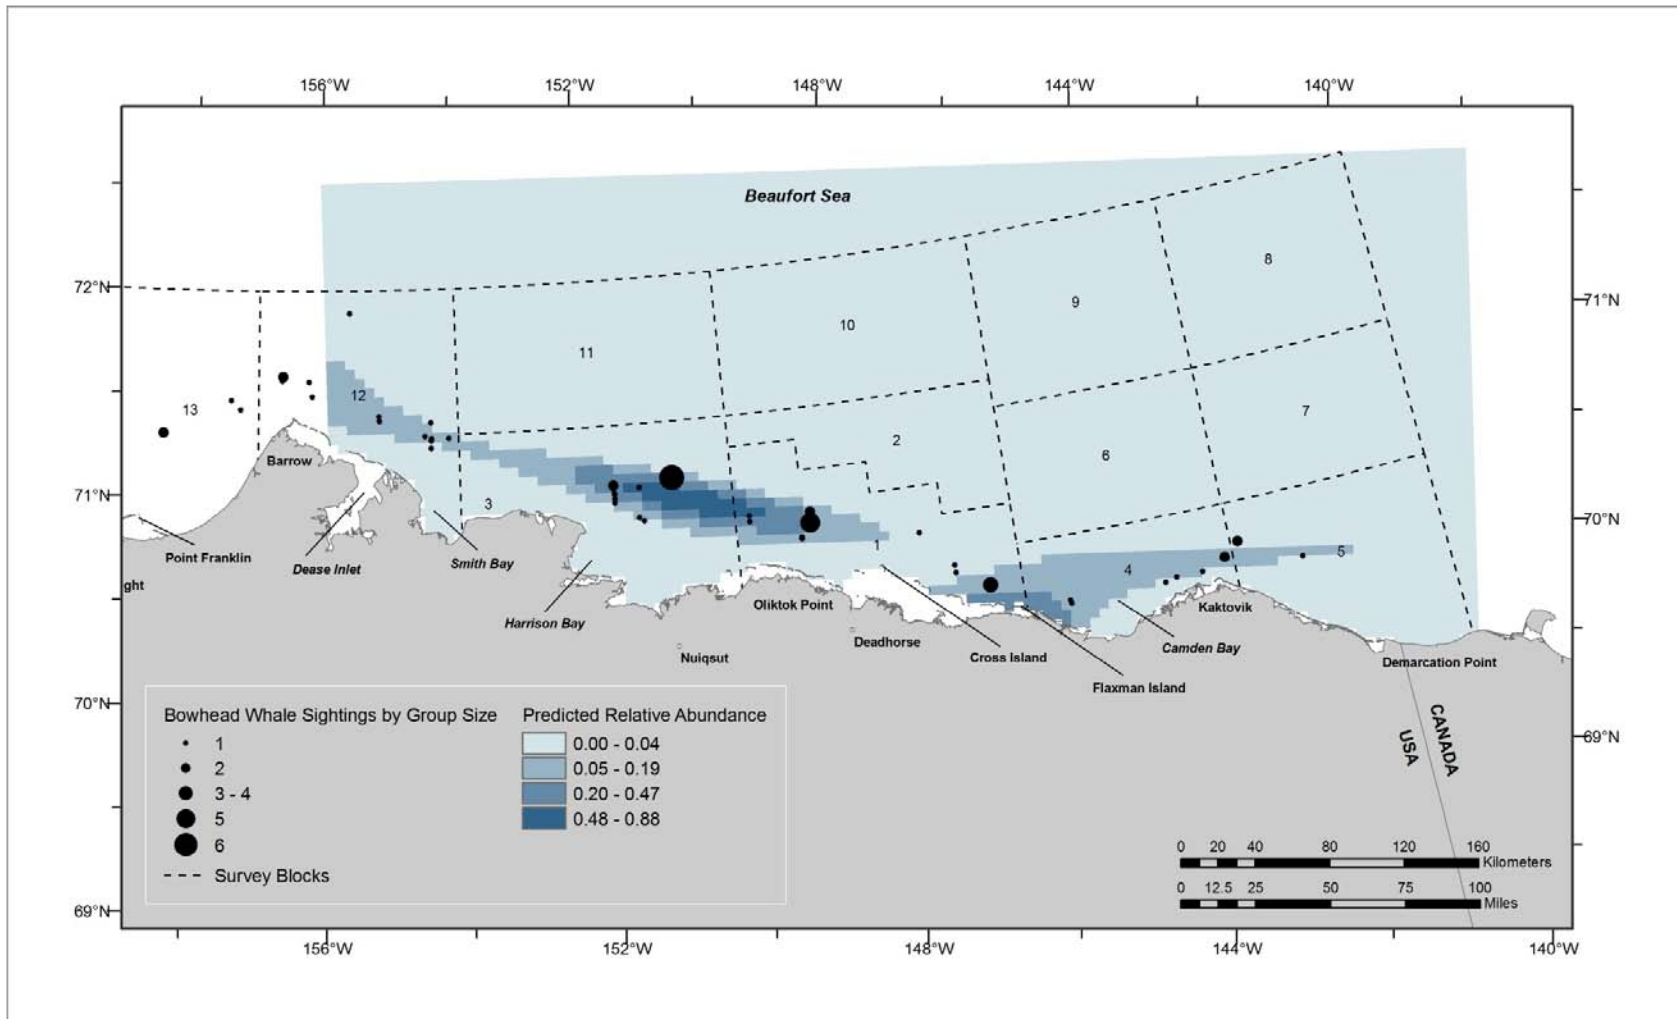 156°W 152°W 148°W 144°W 140°W
Beaufort Sea
72°N
71°N
8
9
10
11
12
13
2
7
6
3
71°N
70°N
Barrow
Point Franklin
Dease Inlet
Smith Bay
ght
Harrison Bay
1
4
5
Oliktok Point
Kaktovik
Deadhorse
Camden Bay
Nuiqsut
Cross Island
Demarcation Point
Flaxman Island
70°N
69°N
CANADA
USA
Bowhead Whale Sightings by Group Size
1
2
3 - 4
5
6
Survey Blocks
Predicted Relative Abundance
0.00 - 0.04
0.05 - 0.19
0.20 - 0.47
0.48 - 0.88
0 20 40 80 120 160
Kilometers
0 12.5 25 50 75 100
Miles
69°N
156°W 152°W 148°W 144°W 140°W